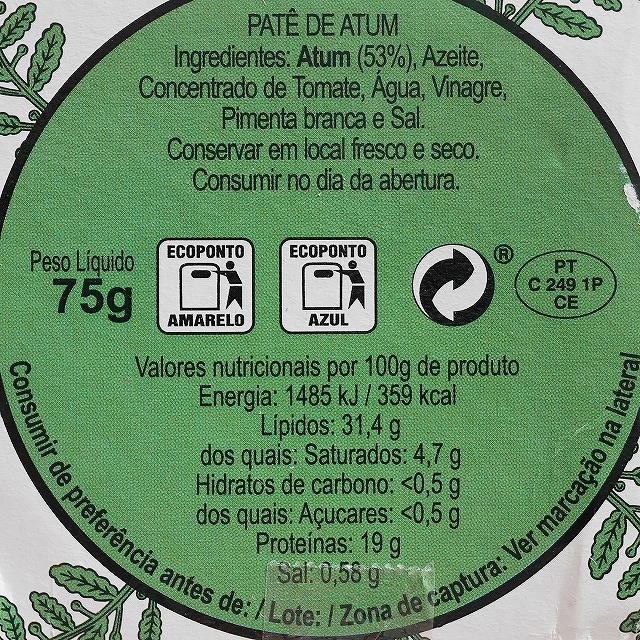 PATÊ DE ATUM
Ingredientes: Atum (53%), Azeite,
Concentrado de Tomate, Água, Vinagre,
Pimenta branca e Sal.
Conservar em local fresco e seco.
Consumir no dia da abertura.
Peso Líquido
75g
ECOPONTO
AMARELO
ECOPONTO
AZUL
®
PT
C 249 1P
CE
Valores nutricionais por 100g de produto
Energia: 1485 kJ / 359 kcal
Lípidos: 31,4 g
dos quais: Saturados: 4,7 g
Hidratos de carbono: <0,5 g
dos quais: Açucares: <0,5 g
Proteínas: 19 g
Sal: 0,58 g
Consumir de preferência antes de: / Lote: / Zona de captura: Ver marcação na lateral